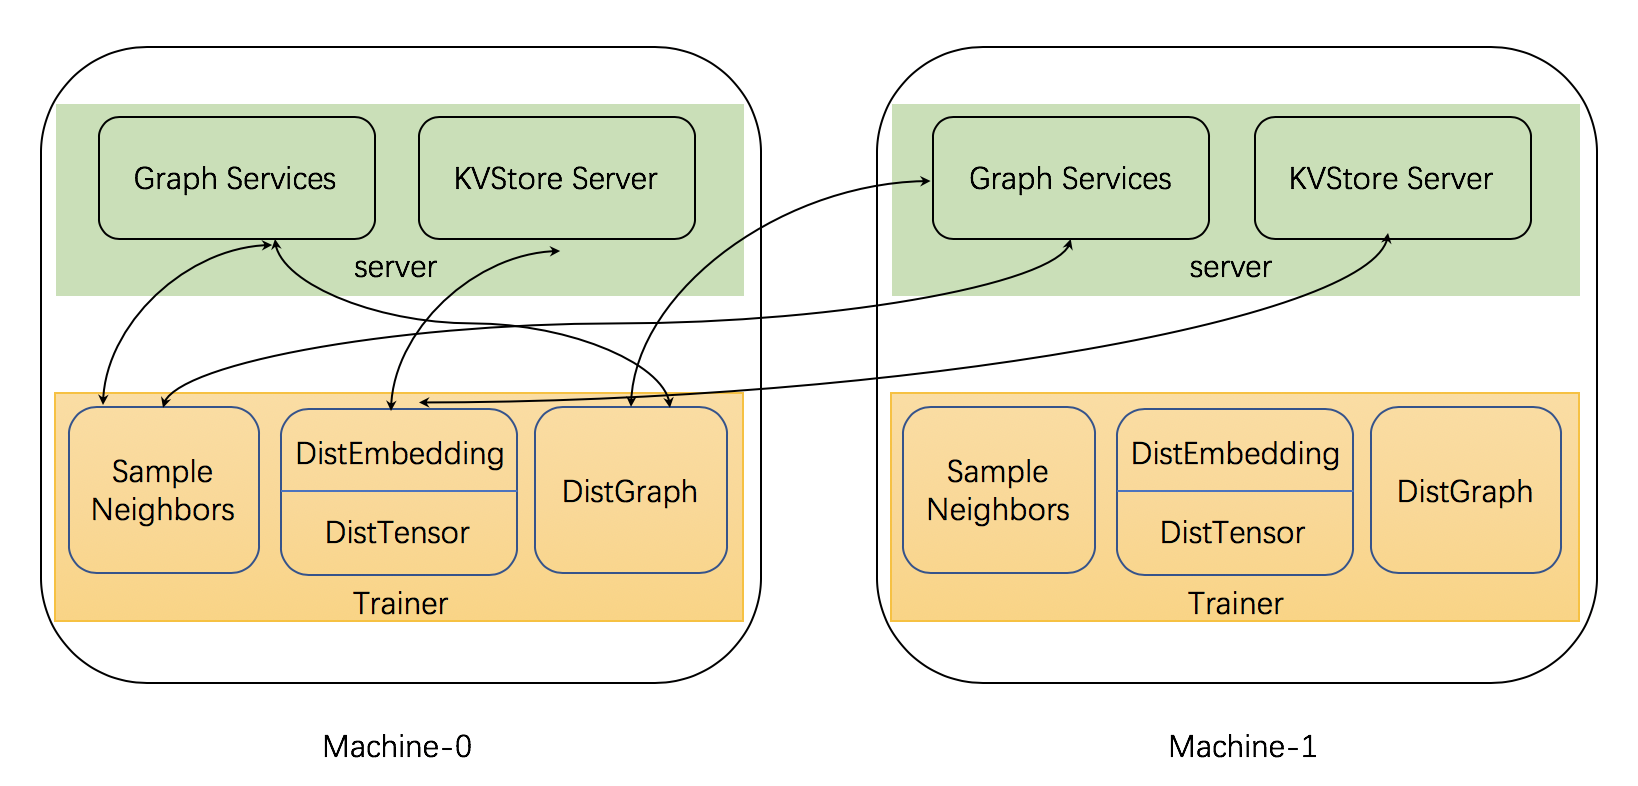 Graph Services
KVStore Server
server
Sample
Neighbors
DistEmbedding
DistTensor
DistGraph
Trainer
Machine-0
Graph Services
KVStore Server
server
Sample
Neighbors
DistEmbedding
DistTensor
DistGraph
Trainer
Machine-1